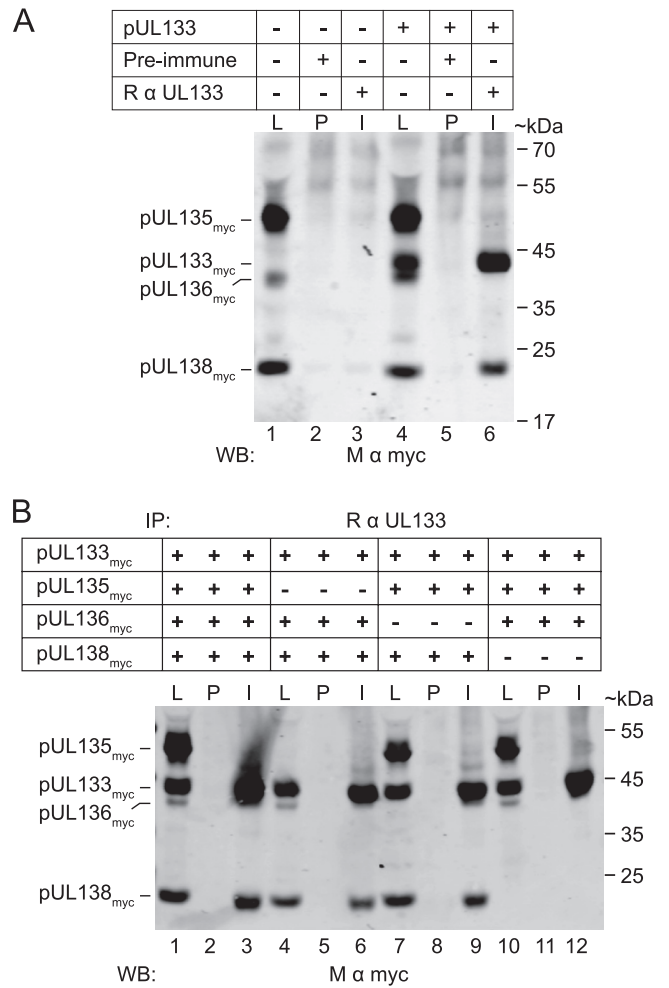 A
pUL133 - - - + + +
Pre-immune - + - - + -
R α UL133 - - + - - +
L P I L P I ~kDa
70
55
pUL135myc
45
pUL133myc
pUL136myc
35
25
pUL138myc
17
1 2 3 4 5 6
WB: M α myc
B
IP: R α UL133
pUL133myc + + + + + + + + + + + +
pUL135myc + + + - - - + + + + + +
pUL136myc + + + + + + - - - + + +
pUL138myc + + + + + + + + + - - -
L P I L P I L P I L P I ~kDa
55
pUL135myc
45
pUL133myc
pUL136myc
35
25
pUL138myc
1 2 3 4 5 6 7 8 9 10 11 12
WB: M α myc